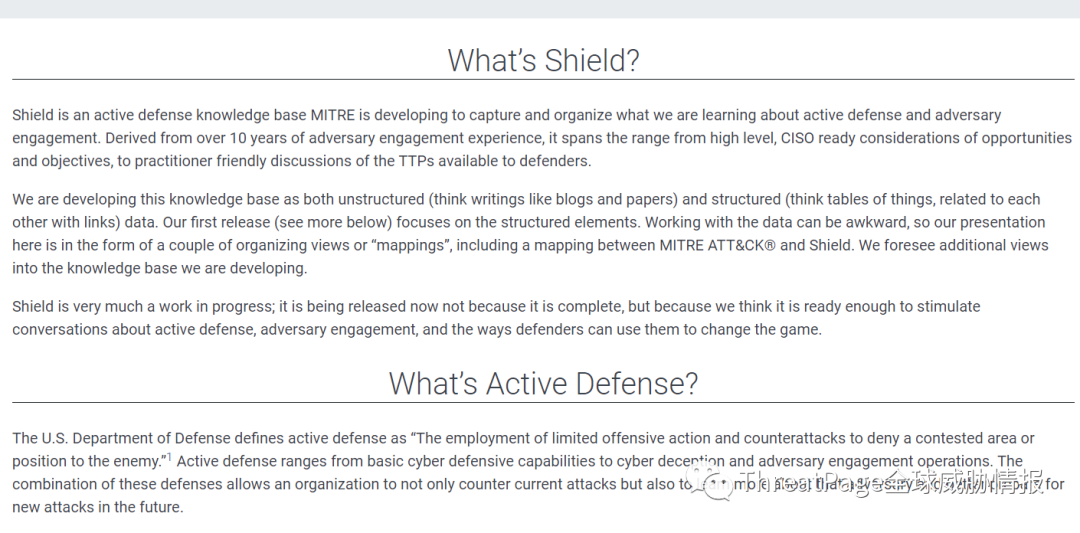 What’s Shield?
Shield is an active defense knowledge base MITRE is developing to capture and organize what we are learning about active defense and adversary
engagement. Derived from over 10 years of adversary engagement experience, it spans the range from high level, CISO ready considerations of opportunities
and objectives, to practitioner friendly discussions of the TTPs available to defenders.
We are developing this knowledge base as both unstructured (think writings like blogs and papers) and structured (think tables of things, related to each
other with links) data. Our first release (see more below) focuses on the structured elements. Working with the data can be awkward, so our presentation
here is in the form of a couple of organizing views or “mappings”, including a mapping between MITRE ATT&CK® and Shield. We foresee additional views
into the knowledge base we are developing.
Shield is very much a work in progress; it is being released now not because it is complete, but because we think it is ready enough to stimulate
conversations about active defense, adversary engagement, and the ways defenders can use them to change the game.
What’s Active Defense?
The U.S. Department of Defense defines active defense as “The employment of limited offensive action and counterattacks to deny a contested area or
position to the enemy.”1 Active defense ranges from basic cyber defensive capabilities to cyber deception and adversary engagement operations. The
combination of these defenses allows an organization to not only counter current attacks but also to for
ThreatPage全球威胁情报
new attacks in the future.